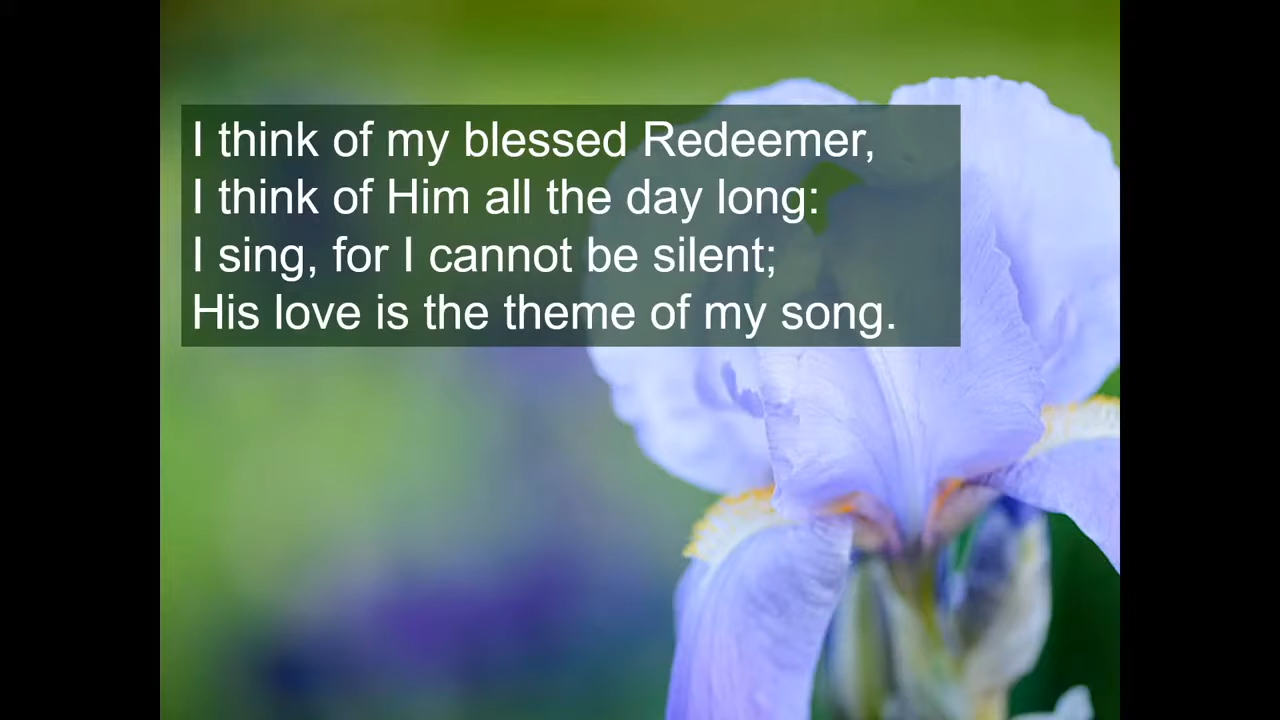 I think of my blessed Redeemer,
I think of Him all the day long:
I sing, for I cannot be silent;
His love is the theme of my song.